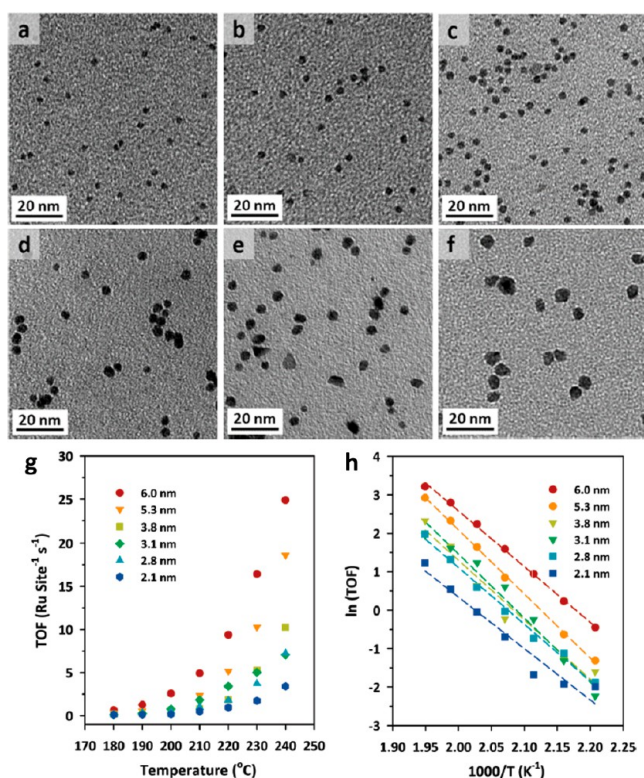 a
b
c
20 nm
20 nm
20 nm
d
e
f
20 nm
20 nm
20 nm
g
h
30
25
20
15
10
5
0
TOF (Ru Site⁻¹ s⁻¹)
6.0 nm
5.3 nm
3.8 nm
3.1 nm
2.8 nm
2.1 nm
170 180 190 200 210 220 230 240 250
Temperature (°C)
5
4
3
2
1
0
-1
-2
-3
ln (TOF)
6.0 nm
5.3 nm
3.8 nm
3.1 nm
2.8 nm
2.1 nm
1.90 1.95 2.00 2.05 2.10 2.15 2.20 2.25
1000/T (K⁻¹)